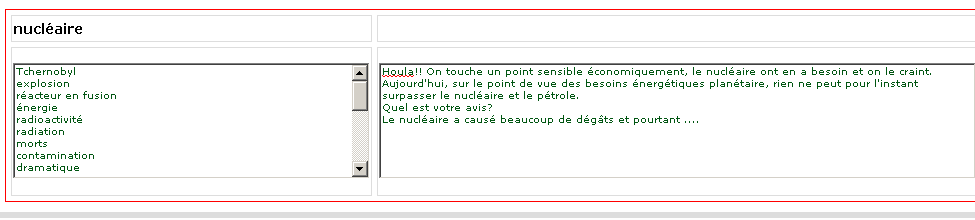 nucléaire
Tchernobyl
explosion
réacteur en fusion
énergie
radioactivité
radiation
morts
contamination
dramatique
Houla!! On touche un point sensible économiquement, le nucléaire ont en a besoin et on le craint.
Aujourd'hui, sur le point de vue des besoins énergétiques planétaire, rien ne peut pour l'instant
surpasser le nucléaire et le pétrole.
Quel est votre avis?
Le nucléaire a causé beaucoup de dégâts et pourtant ....